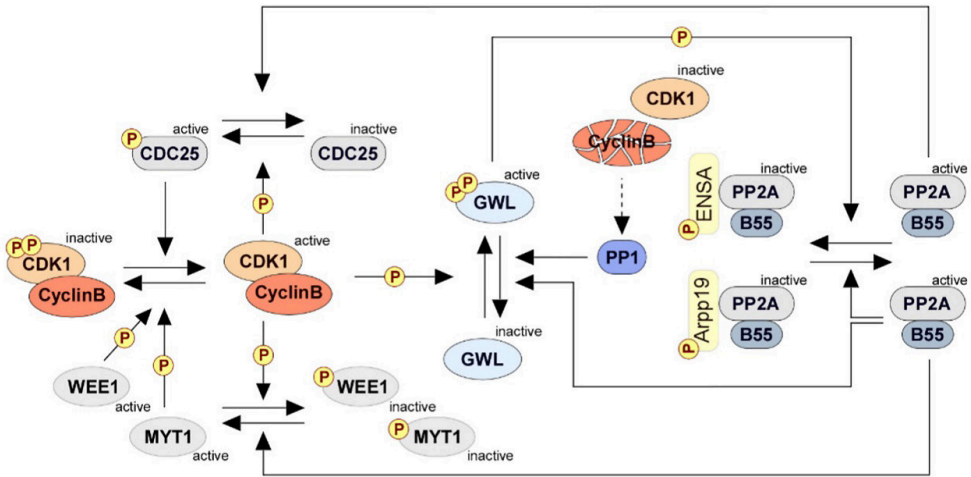 P
inactive
CDK1
CyclinB
active
P
CDC25
inactive
CDC25
P
P P
active
GWL
PP1
P
ENSA
inactive
PP2A
B55
active
PP2A
B55
P P
inactive
CDK1
CyclinB
active
CDK1
CyclinB
P
P
Arpp19
inactive
PP2A
B55
active
PP2A
B55
inactive
GWL
P
P
P
WEE1
active
MYT1
active
P
WEE1
inactive
P
MYT1
inactive